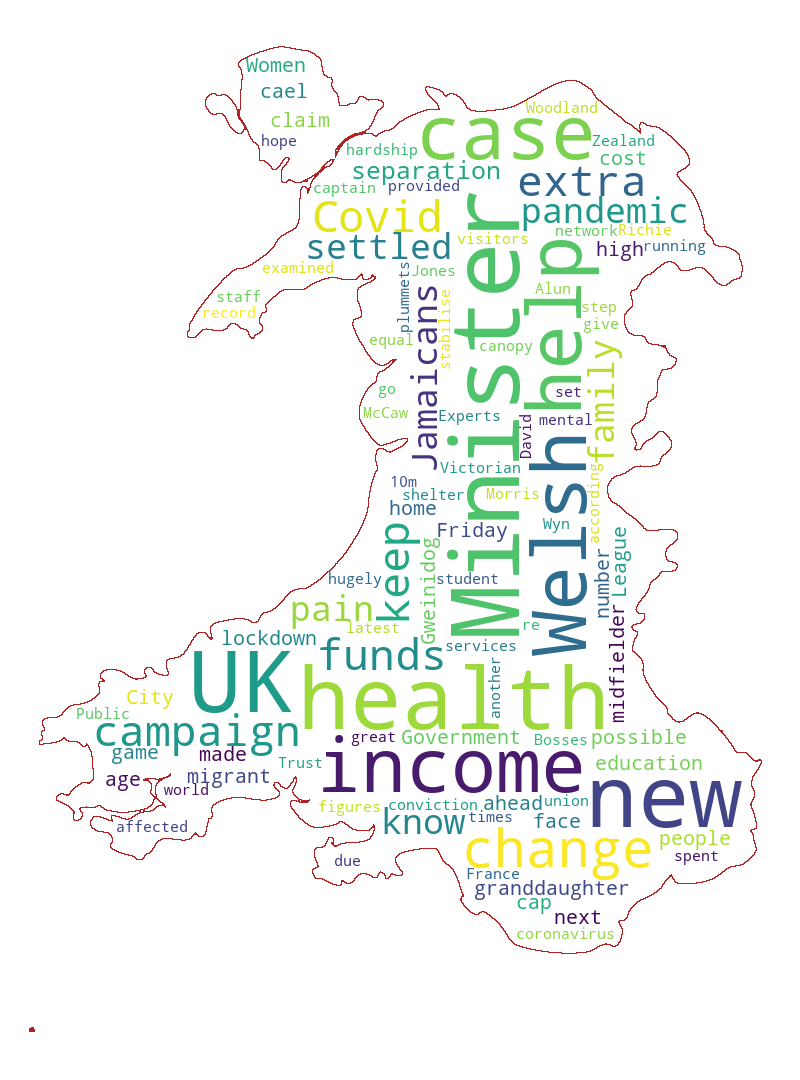 Women
cael
claim
hope
Woodland
case
Zealand
hardship
cost
separation
extra
captain
provided
Covid
pandemic
settled
visitors
network
Richie
high
running
examined
Jones
plummets
Minister
help
Jamaicans
stabilise
Alun
staff
record
step
give
equal
canopy
family
go
set
McCaw
Experts
David
mental
Welsh
Victorian
according
10m
shelter
Morris
home
keep
Friday
Wyn
number
League
Gweinidog
hugely
student
pain
latest
re
midfielder
lockdown
funds
services
UK
health
another
City
Public
campaign
great
Government
Bosses
possible
game
made
income
age
migrant
Trust
education
world
new
figures
conviction
ahead
union
affected
know
times
face
change
people
due
spent
France
granddaughter
cap
next
coronavirus